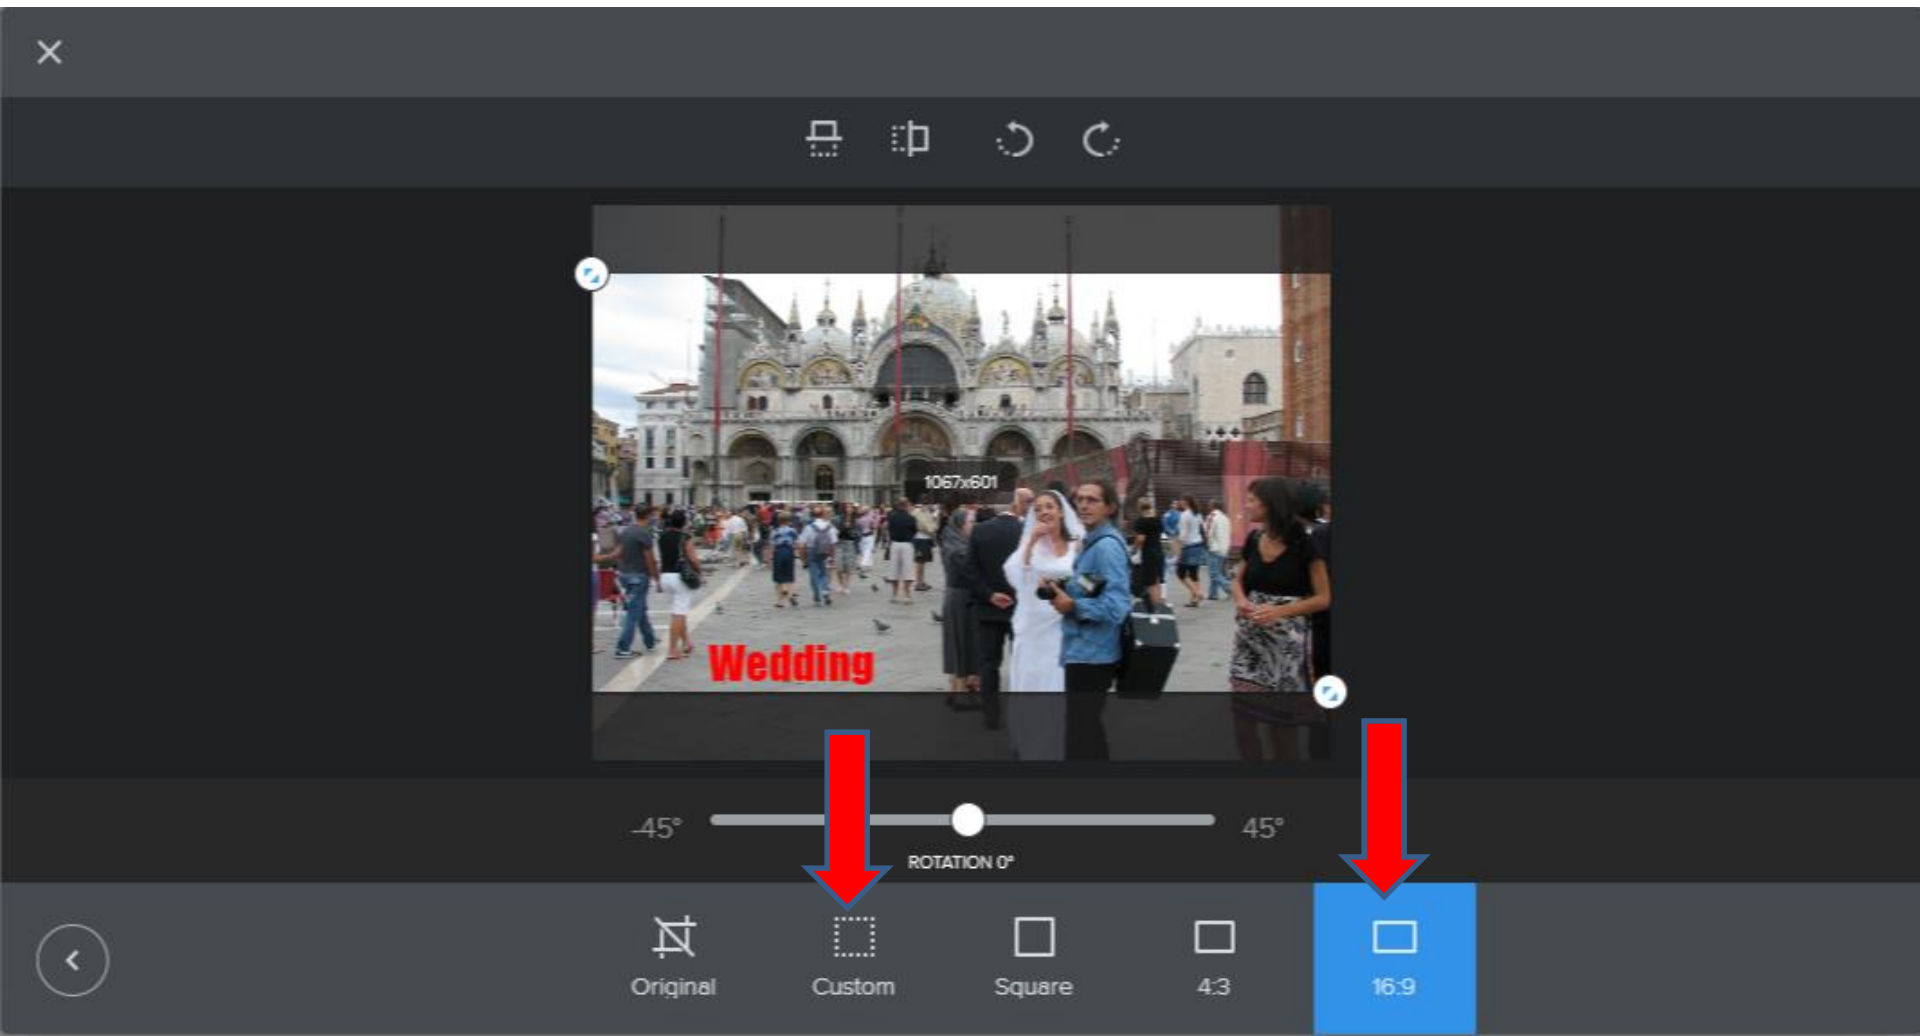 1067x601
Wedding
-45°
45°
ROTATION 0°
Original
Custom
Square
4:3
16:9